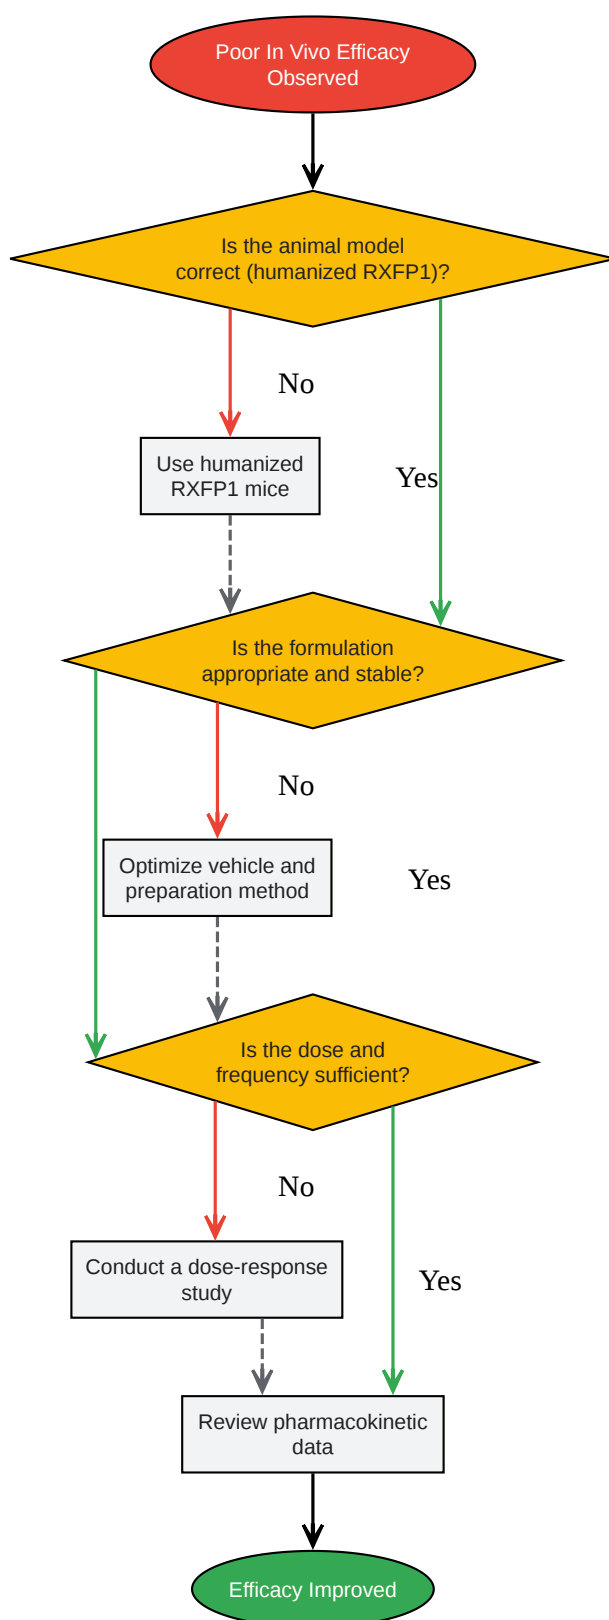 Poor In Vivo Efficacy
Observed
Is the animal model
correct (humanized RXFP1)?
No
Use humanized
RXFP1 mice
Yes
Is the formulation
appropriate and stable?
No
Optimize vehicle and
preparation method
Yes
Is the dose and
frequency sufficient?
No
Conduct a dose-response
study
Yes
Review pharmacokinetic
data
Efficacy Improved